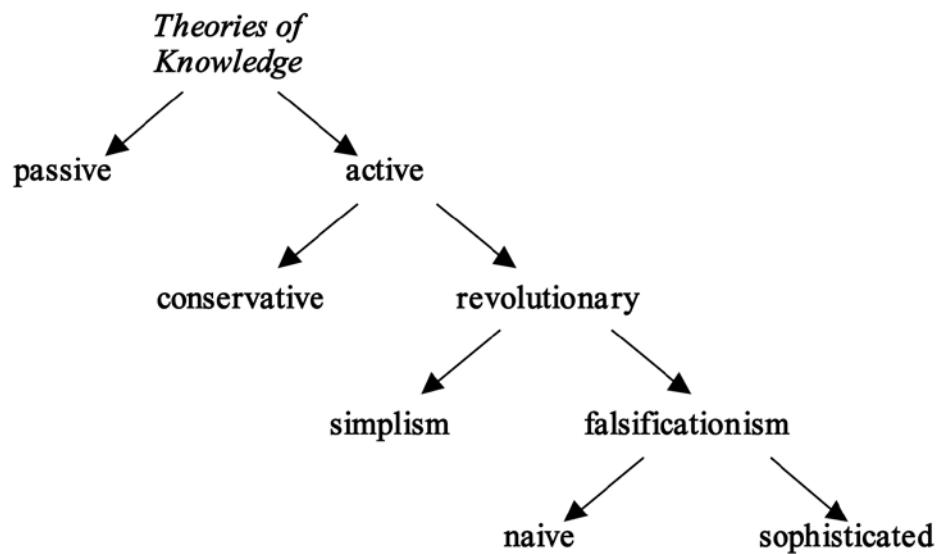 Theories of
Knowledge
passive
active
conservative
revolutionary
simplism
falsificationism
naive
sophisticated